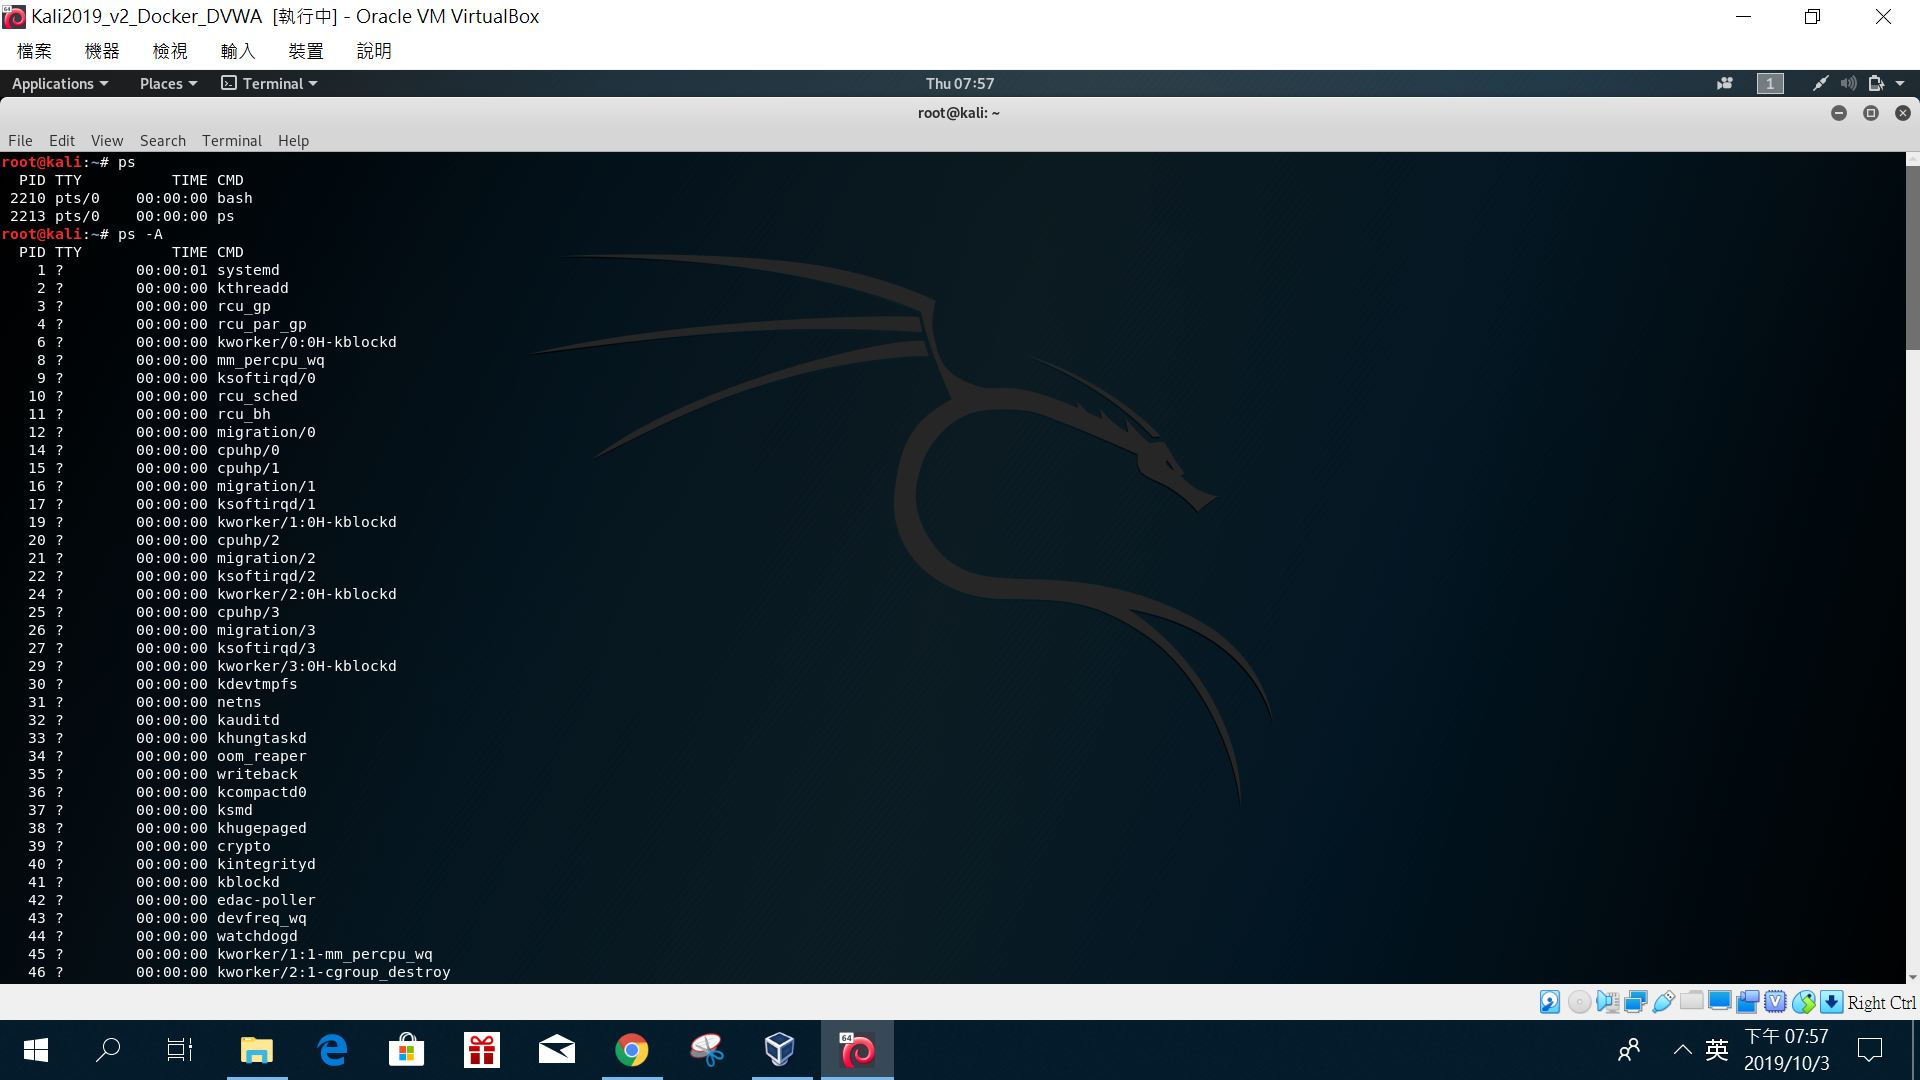 Kali2019_v2_Docker_DVWA [執行中] - Oracle VM VirtualBox
檔案 機器 檢視 輸入 裝置 說明
Applications Places Terminal Thu 07:57 1
root@kali: ~
File Edit View Search Terminal Help
root@kali:~# ps
  PID TTY          TIME CMD
 2210 pts/0    00:00:00 bash
 2213 pts/0    00:00:00 ps
root@kali:~# ps -A
  PID TTY          TIME CMD
    1 ?        00:00:01 systemd
    2 ?        00:00:00 kthreadd
    3 ?        00:00:00 rcu_gp
    4 ?        00:00:00 rcu_par_gp
    6 ?        00:00:00 kworker/0:0H-kblockd
    8 ?        00:00:00 mm_percpu_wq
    9 ?        00:00:00 ksoftirqd/0
   10 ?        00:00:00 rcu_sched
   11 ?        00:00:00 rcu_bh
   12 ?        00:00:00 migration/0
   14 ?        00:00:00 cpuhp/0
   15 ?        00:00:00 cpuhp/1
   16 ?        00:00:00 migration/1
   17 ?        00:00:00 ksoftirqd/1
   19 ?        00:00:00 kworker/1:0H-kblockd
   20 ?        00:00:00 cpuhp/2
   21 ?        00:00:00 migration/2
   22 ?        00:00:00 ksoftirqd/2
   24 ?        00:00:00 kworker/2:0H-kblockd
   25 ?        00:00:00 cpuhp/3
   26 ?        00:00:00 migration/3
   27 ?        00:00:00 ksoftirqd/3
   29 ?        00:00:00 kworker/3:0H-kblockd
   30 ?        00:00:00 kdevtmpfs
   31 ?        00:00:00 netns
   32 ?        00:00:00 kauditd
   33 ?        00:00:00 khungtaskd
   34 ?        00:00:00 oom_reaper
   35 ?        00:00:00 writeback
   36 ?        00:00:00 kcompactd0
   37 ?        00:00:00 ksmd
   38 ?        00:00:00 khugepaged
   39 ?        00:00:00 crypto
   40 ?        00:00:00 kintegrityd
   41 ?        00:00:00 kblockd
   42 ?        00:00:00 edac-poller
   43 ?        00:00:00 devfreq_wq
   44 ?        00:00:00 watchdogd
   45 ?        00:00:00 kworker/1:1-mm_percpu_wq
   46 ?        00:00:00 kworker/2:1-cgroup_destroy
Right Ctrl
64 英 下午 07:57
2019/10/3